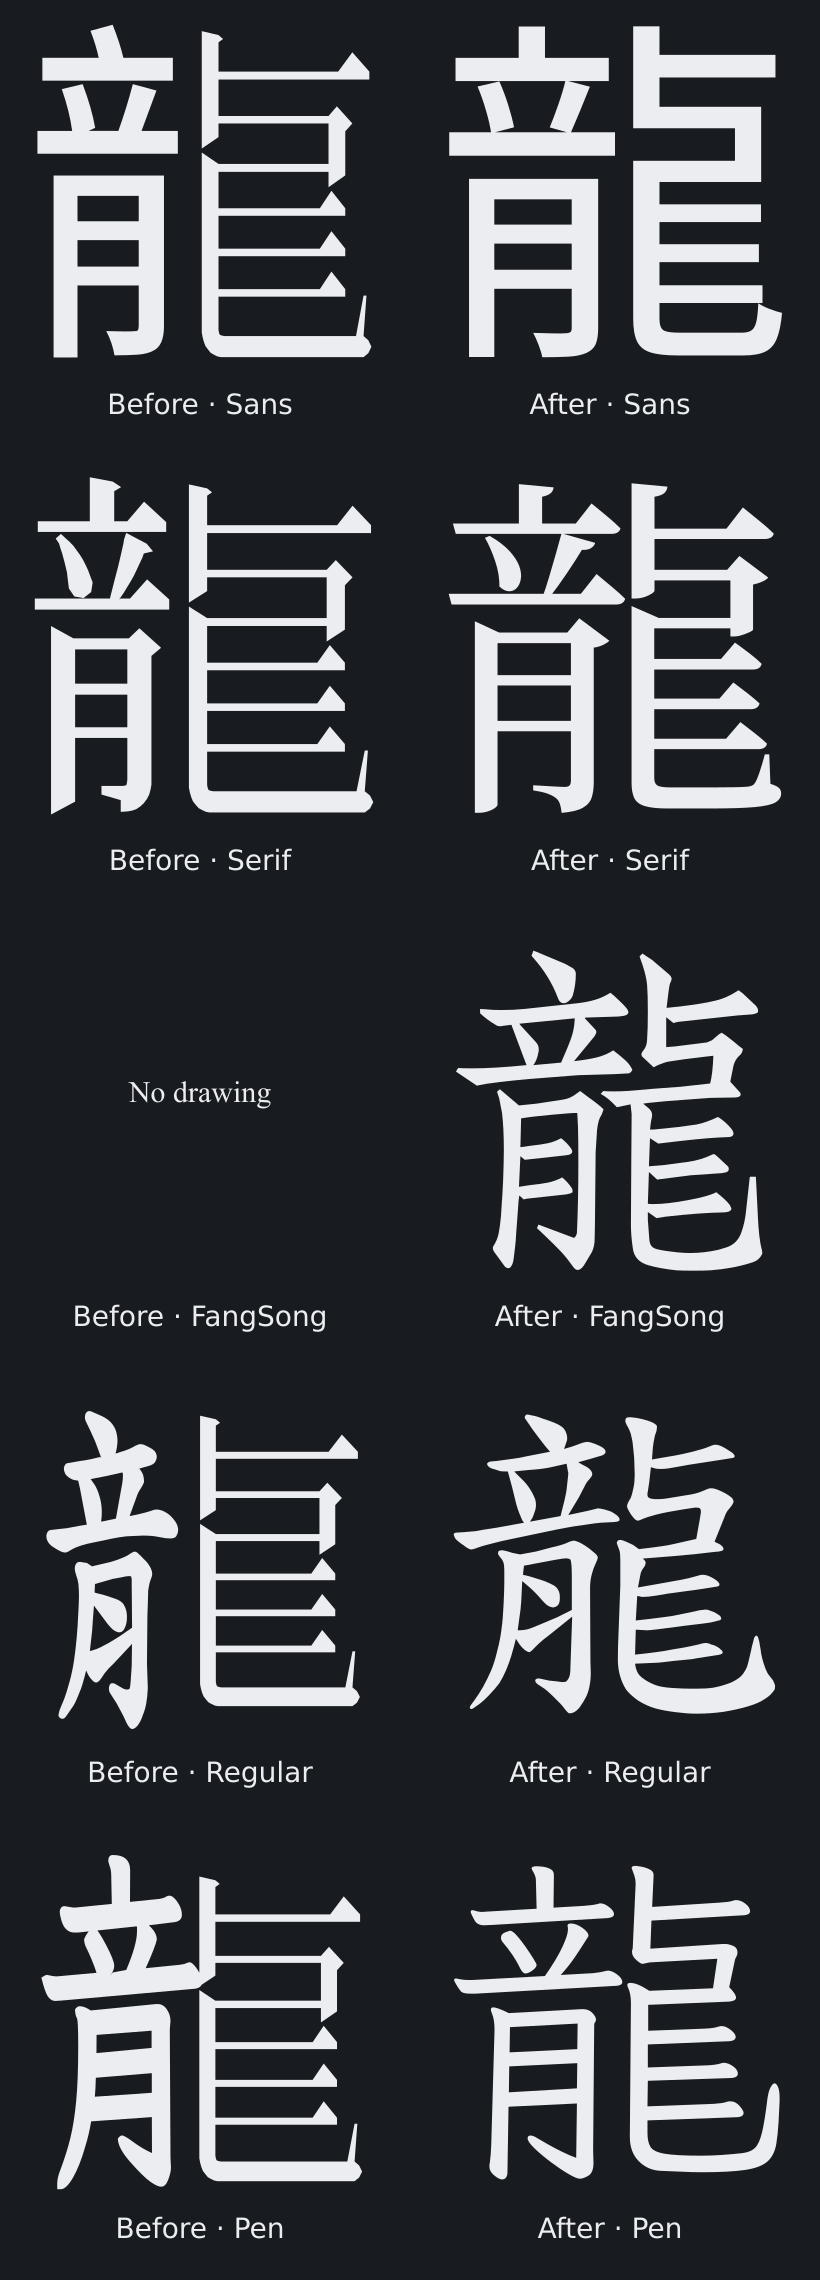 龍 龍
Before · Sans After · Sans
龍 龍
Before · Serif After · Serif
No drawing 龍
Before · FangSong After · FangSong
龍 龍
Before · Regular After · Regular
龍 龍
Before · Pen After · Pen